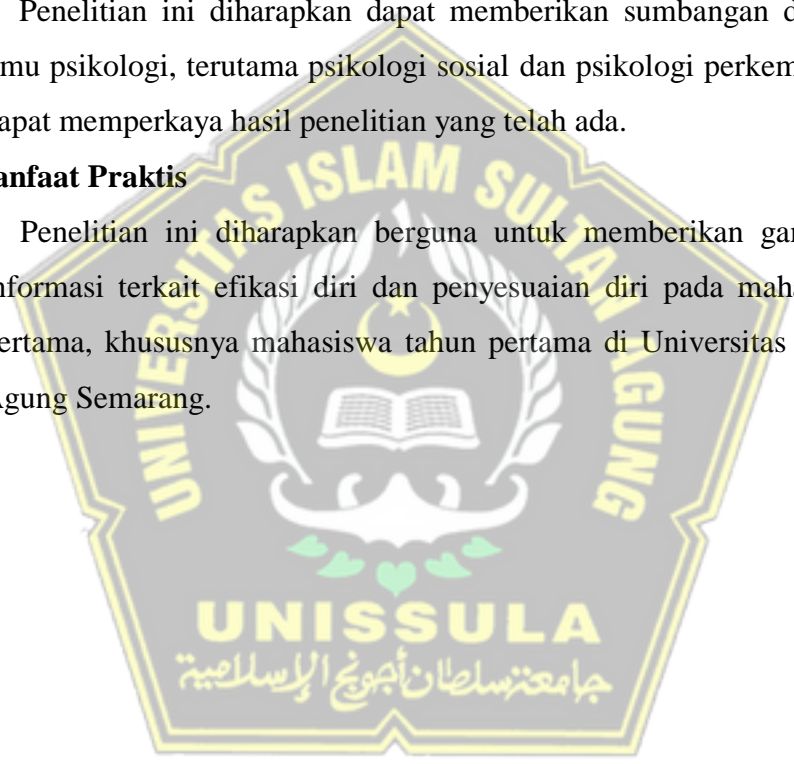 Penelitian ini diharapkan dapat memberikan sumbangan d
mu psikologi, terutama psikologi sosial dan psikologi perkem
apat memperkaya hasil penelitian yang telah ada.
anfaat Praktis
Penelitian ini diharapkan berguna untuk memberikan gar
nformasi terkait efikasi diri dan penyesuaian diri pada maha
ertama, khususnya mahasiswa tahun pertama di Universitas
Agung Semarang.
UNIVERSITAS ISLAM SULTAN AGUNG
UNISSULA
جامعة سلطان أجونج الإسلامية